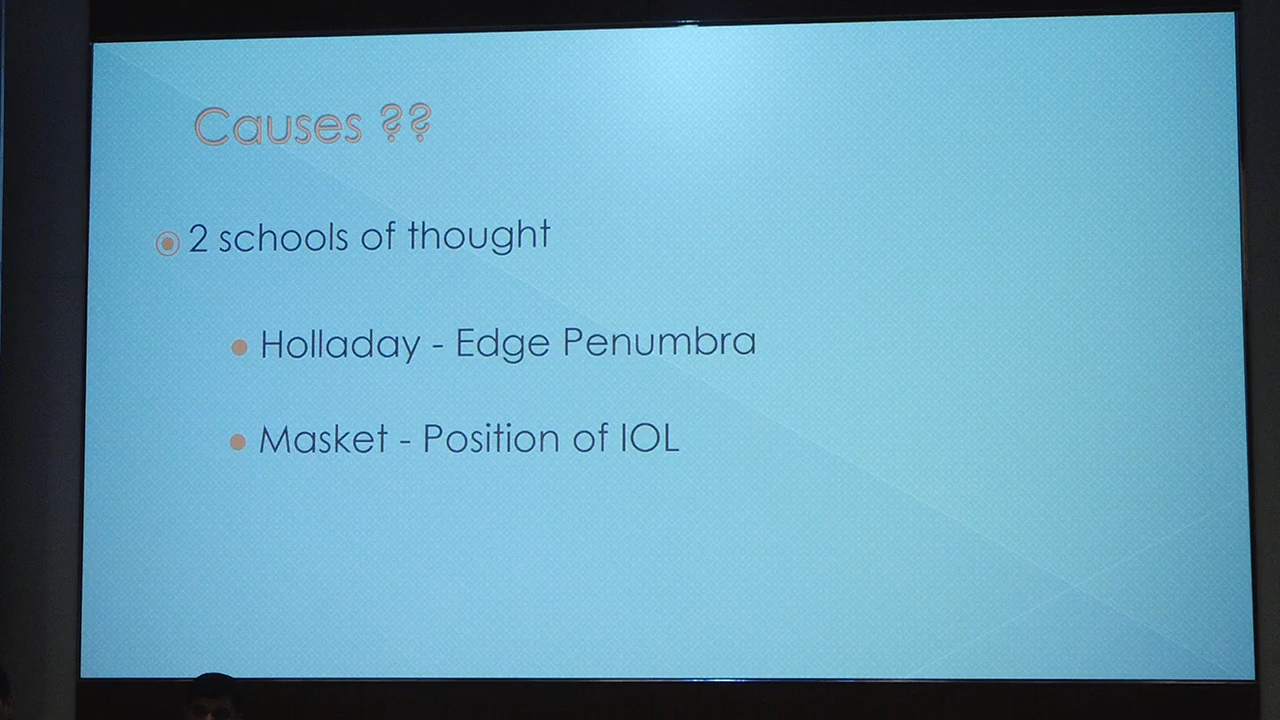 Causes ??
2 schools of thought
Holladay - Edge Penumbra
Masket - Position of IOL